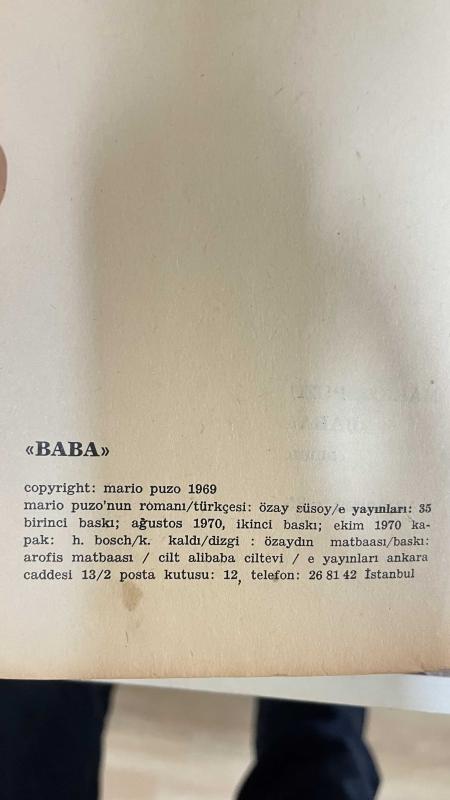 «BABA»
copyright: mario puzo 1969
mario puzo'nun romanı/türkçesi: özay süsoy/e yayınları: 35
birinci baskı; ağustos 1970, ikinci baskı; ekim 1970 ka-
pak: h. bosch/k. kaldı/dizgi : özaydın matbaası/baskı:
arofis matbaası / cilt alibaba ciltevi / e yayınları ankara
caddesi 13/2 posta kutusu: 12, telefon: 26 81 42 İstanbul